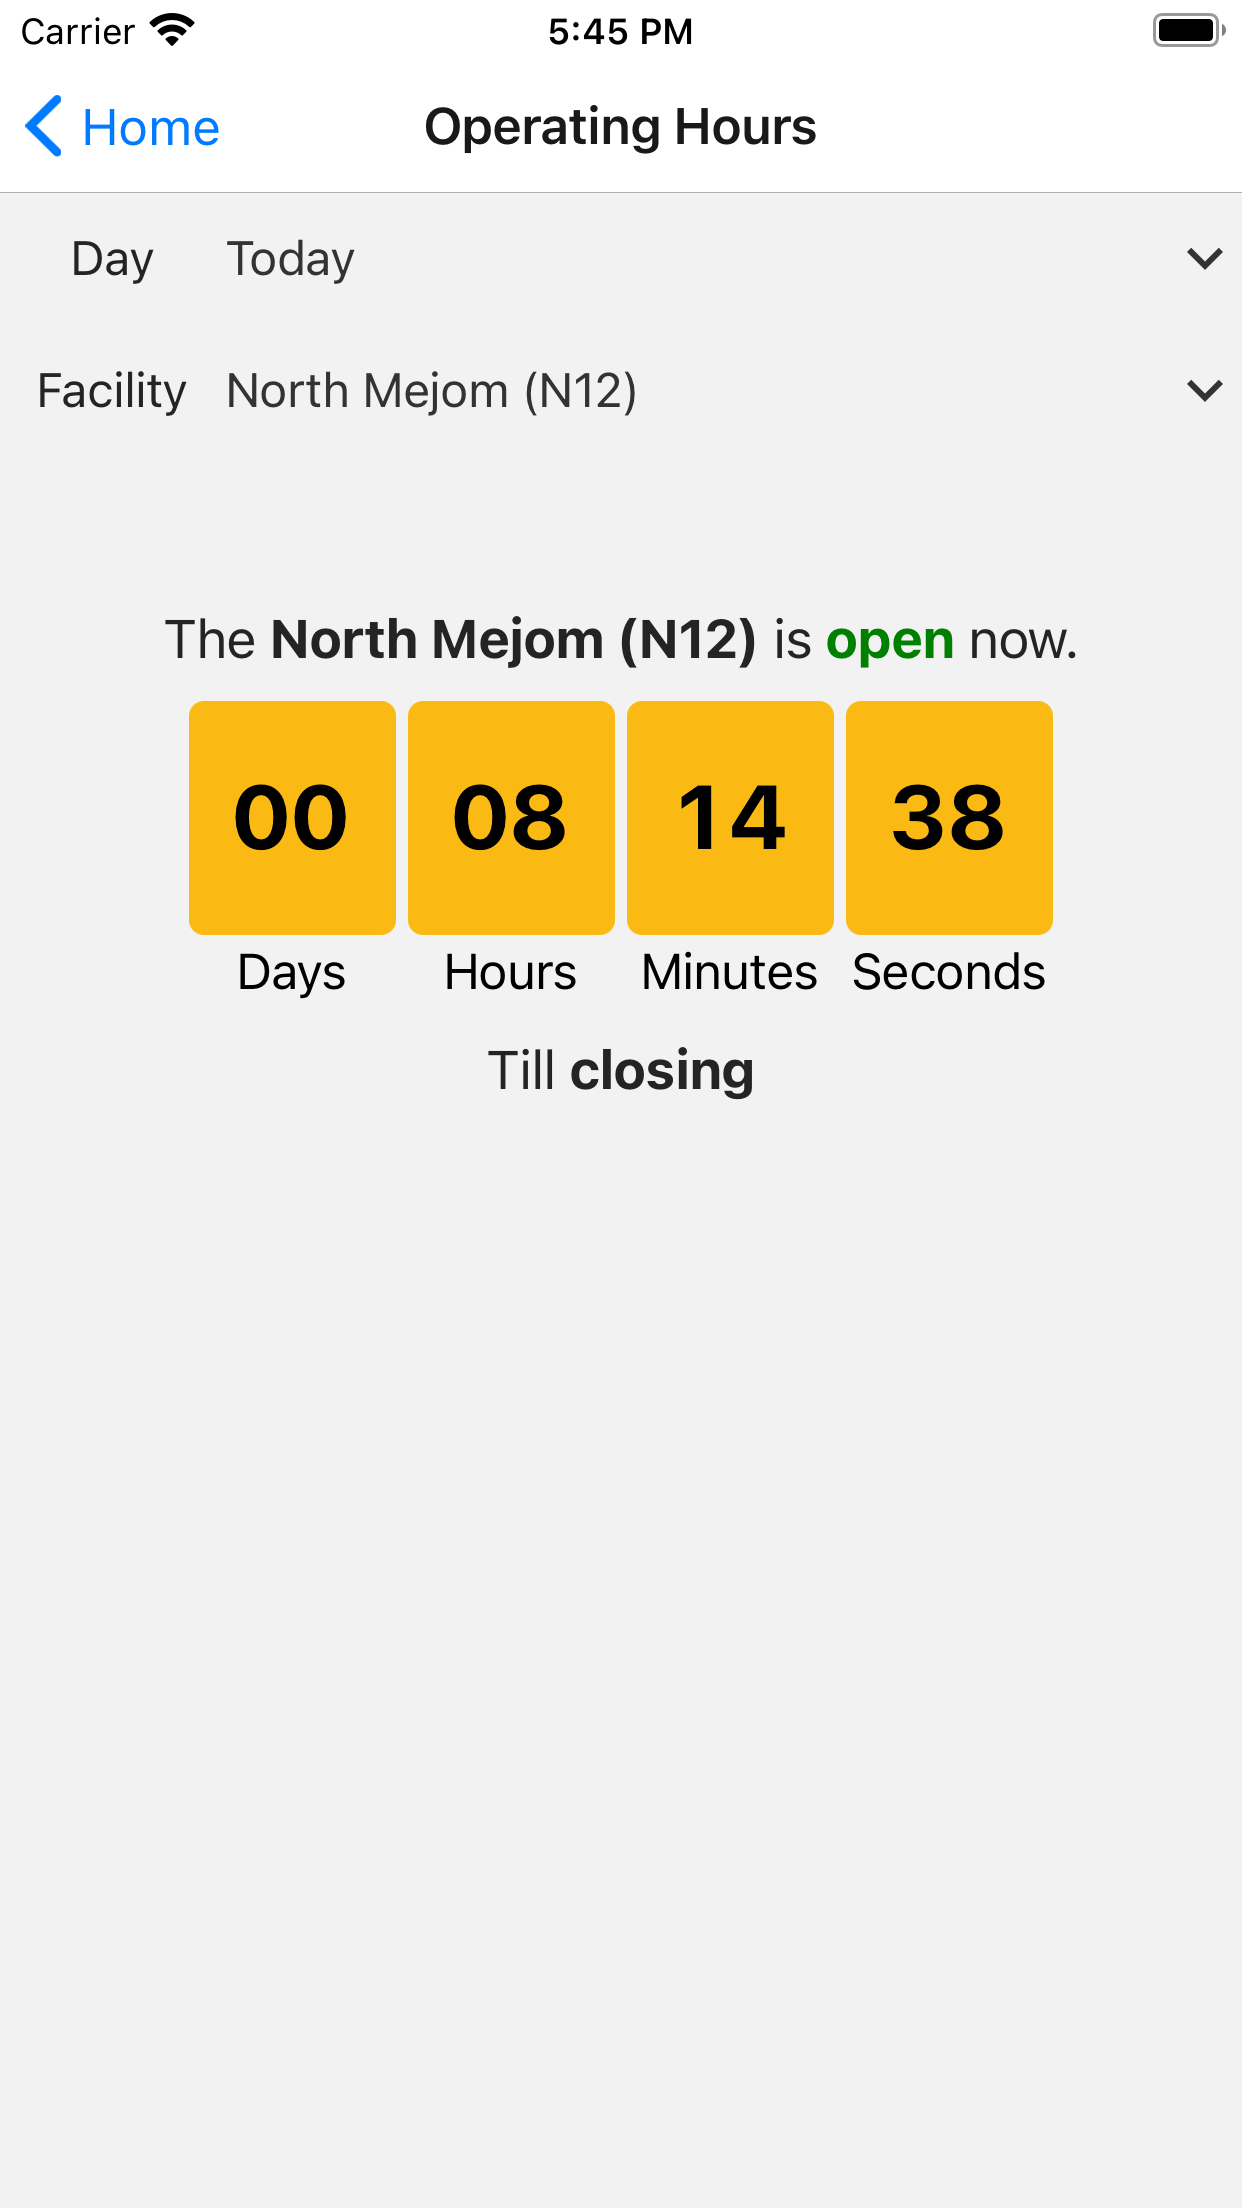 Carrier 5:45 PM
Home Operating Hours
Day Today
Facility North Mejom (N12)
The North Mejom (N12) is open now.
00 08 14 38
Days Hours Minutes Seconds
Till closing